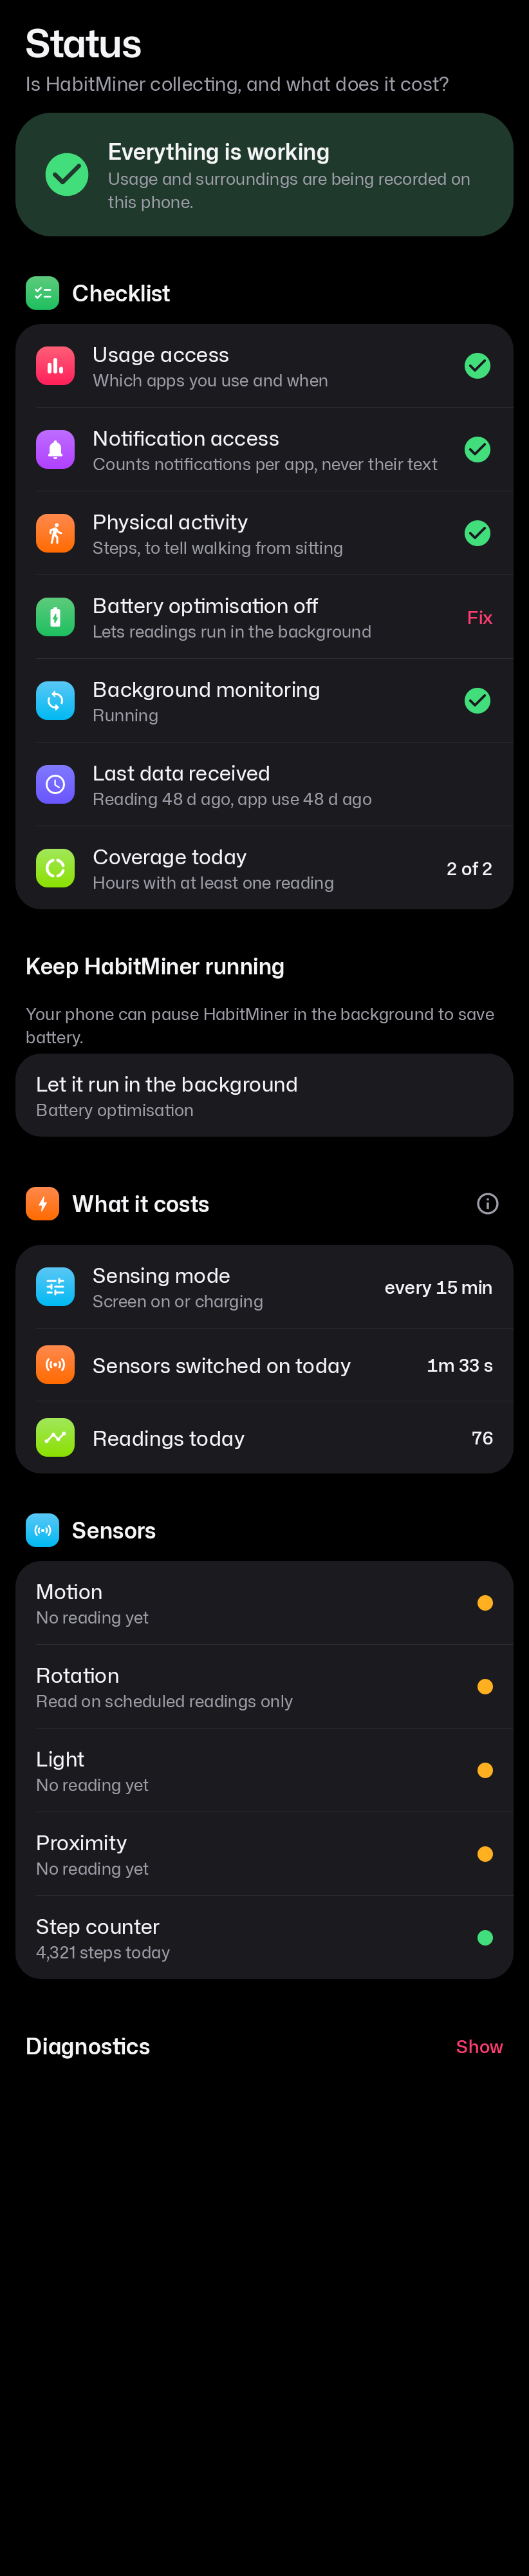 Status
Is HabitMiner collecting, and what does it cost?
Everything is working
Usage and surroundings are being recorded on
this phone.
Checklist
Usage access
Which apps you use and when
Notification access
Counts notifications per app, never their text
Physical activity
Steps, to tell walking from sitting
Battery optimisation off
Lets readings run in the background
Fix
Background monitoring
Running
Last data received
Reading 48 d ago, app use 48 d ago
Coverage today
Hours with at least one reading
2 of 2
Keep HabitMiner running
Your phone can pause HabitMiner in the background to save
battery.
Let it run in the background
Battery optimisation
What it costs
Sensing mode
Screen on or charging
every 15 min
Sensors switched on today
1m 33 s
Readings today
76
Sensors
Motion
No reading yet
Rotation
Read on scheduled readings only
Light
No reading yet
Proximity
No reading yet
Step counter
4,321 steps today
Diagnostics
Show